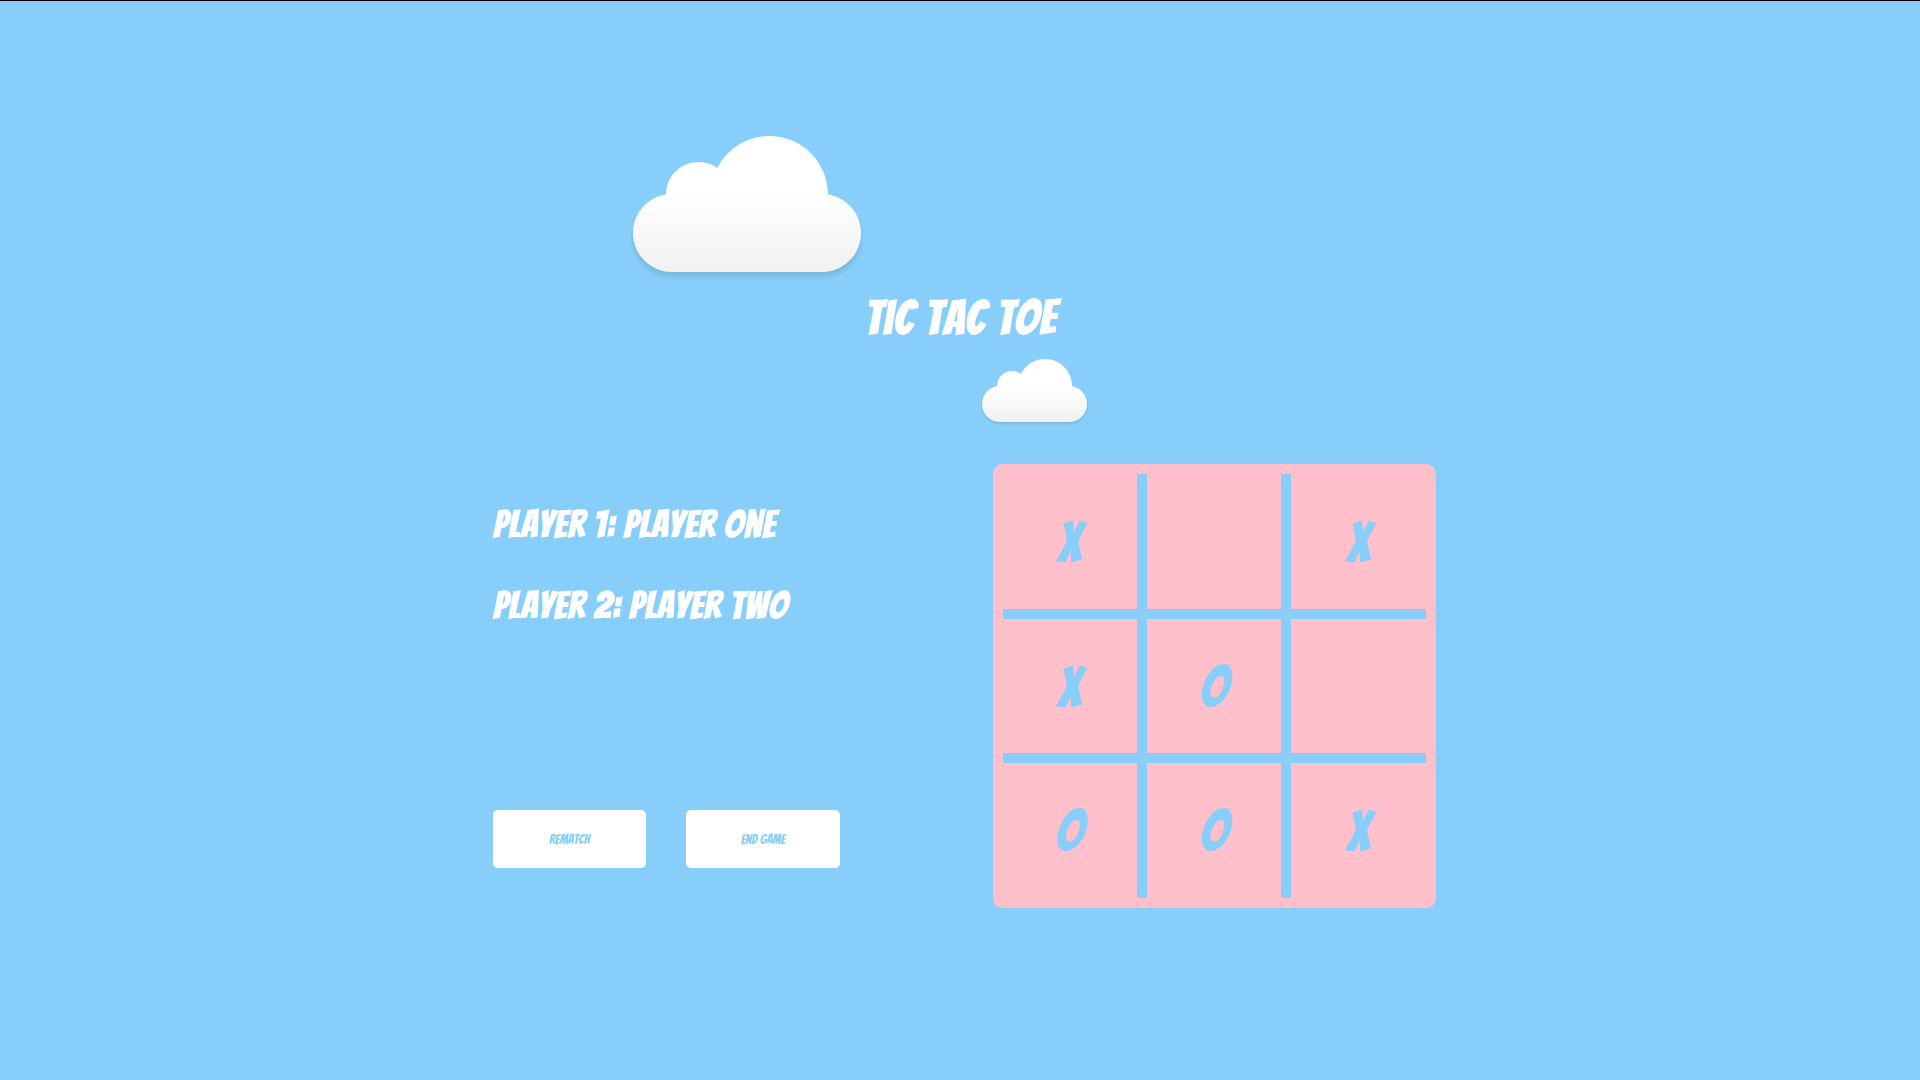 TIC TAC TOE
PLAYER 1: PLAYER ONE
PLAYER 2: PLAYER TWO
REMATCH END GAME
X X
X O
O O X